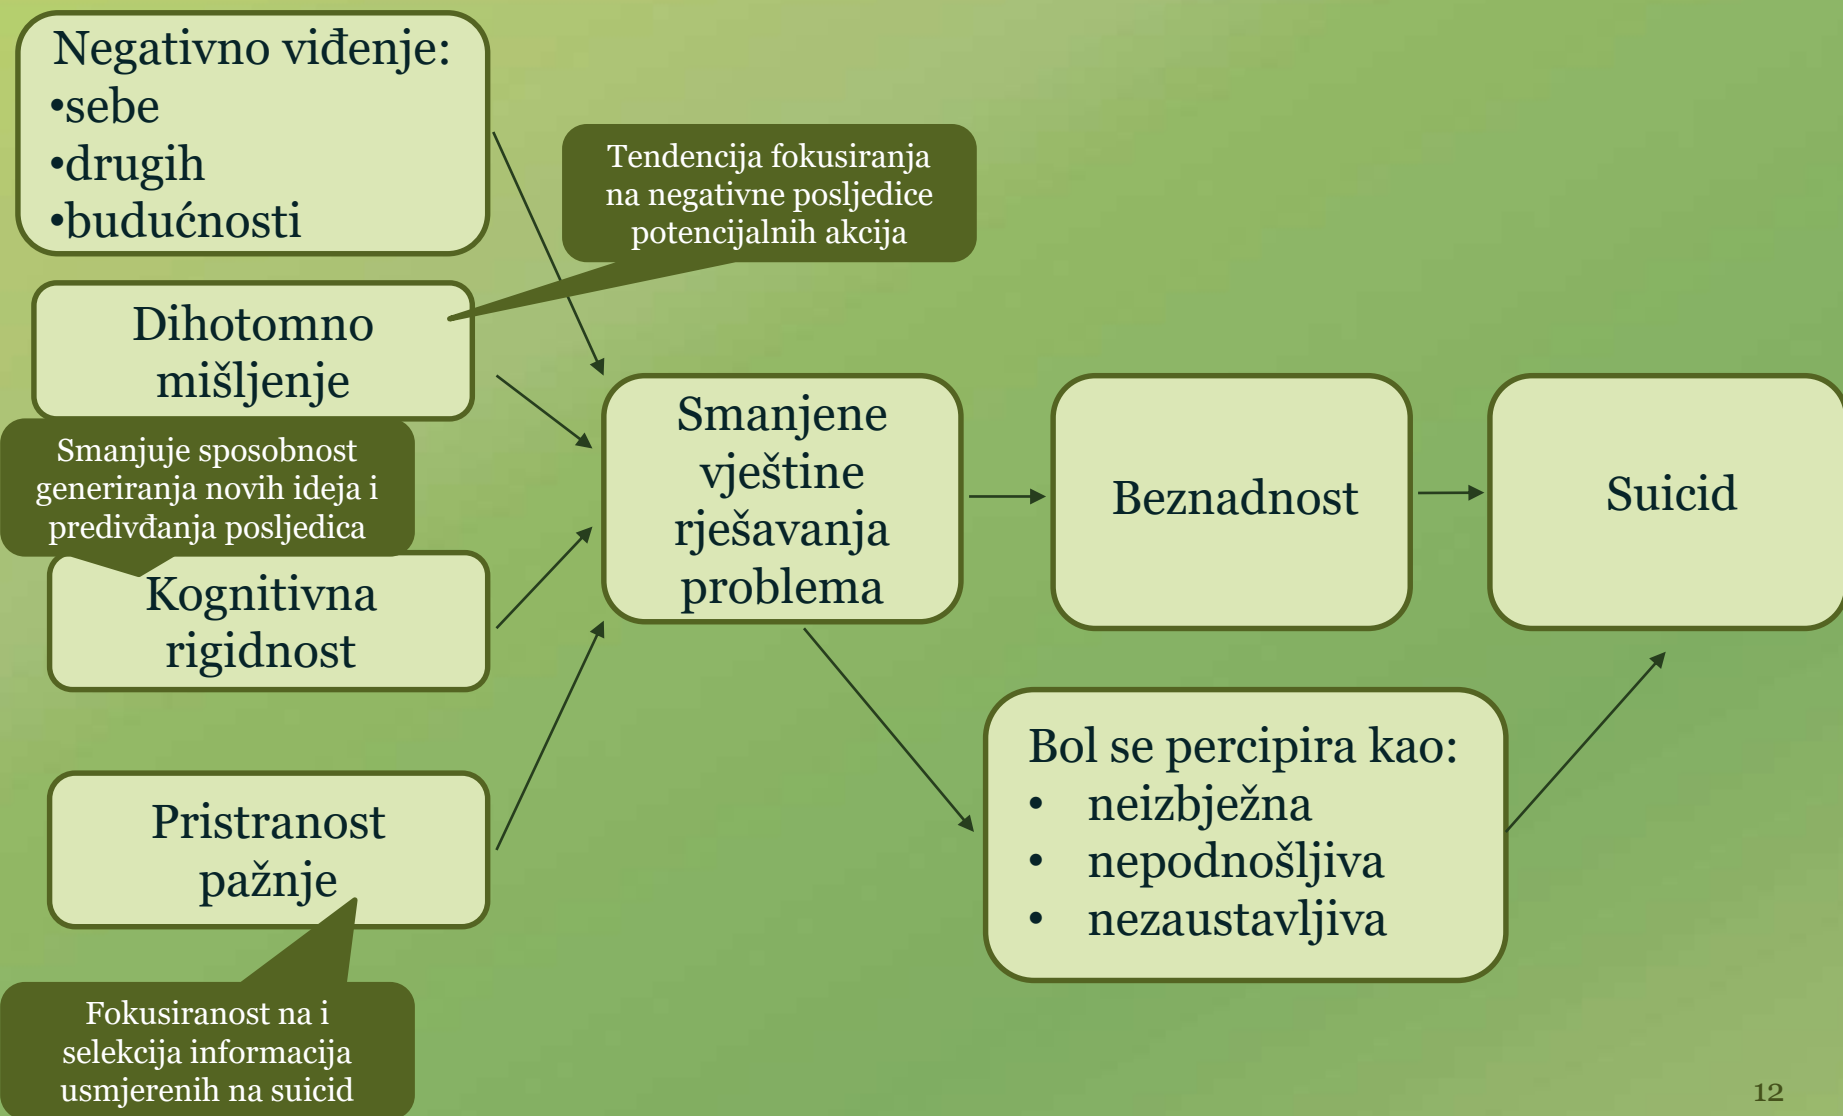 Negativno viđenje:
•sebe
•drugih
•budućnosti
Tendencija fokusiranja
na negativne posljedice
potencijalnih akcija
Dihotomno
mišljenje
Smanjuje sposobnost
generiranja novih ideja i
predivđanja posljedica
Kognitivna
rigidnost
Pristranost
pažnje
Fokusiranost na i
selekcija informacija
usmjerenih na suicid
Smanjene
vještine
rješavanja
problema
Beznadnost
Suicid
Bol se percipira kao:
• neizbježna
• nepodnošljiva
• nezaustavljiva
12